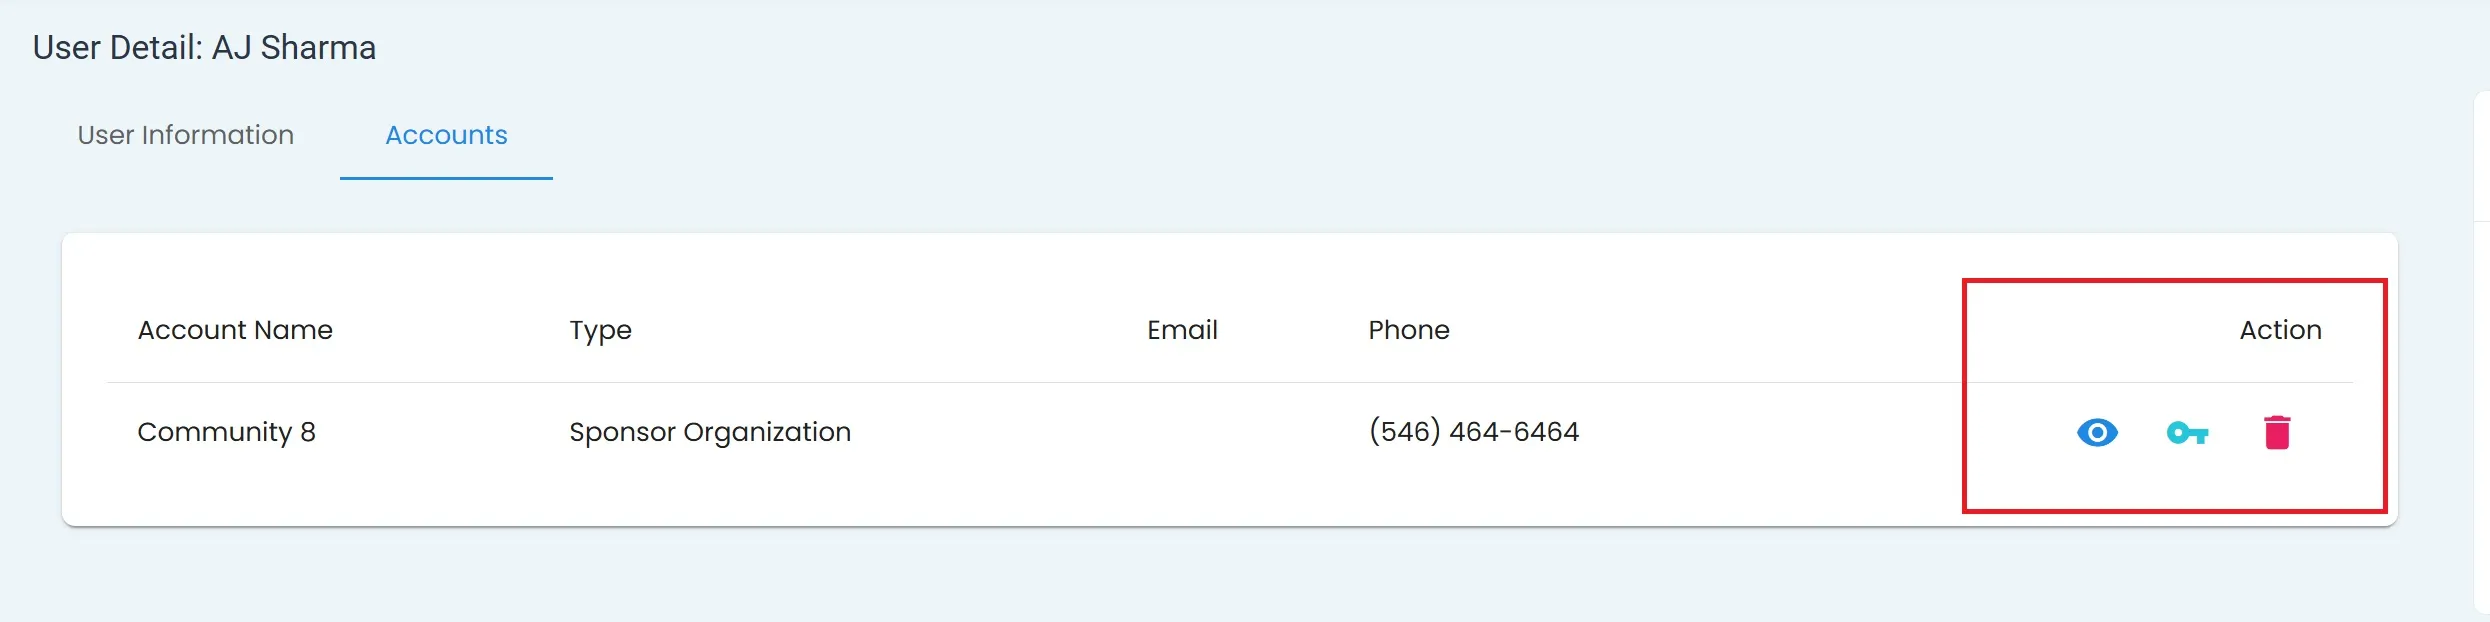 User Detail: AJ Sharma
User Information Accounts
Account Name Type Email Phone Action
Community 8 Sponsor Organization (546) 464-6464